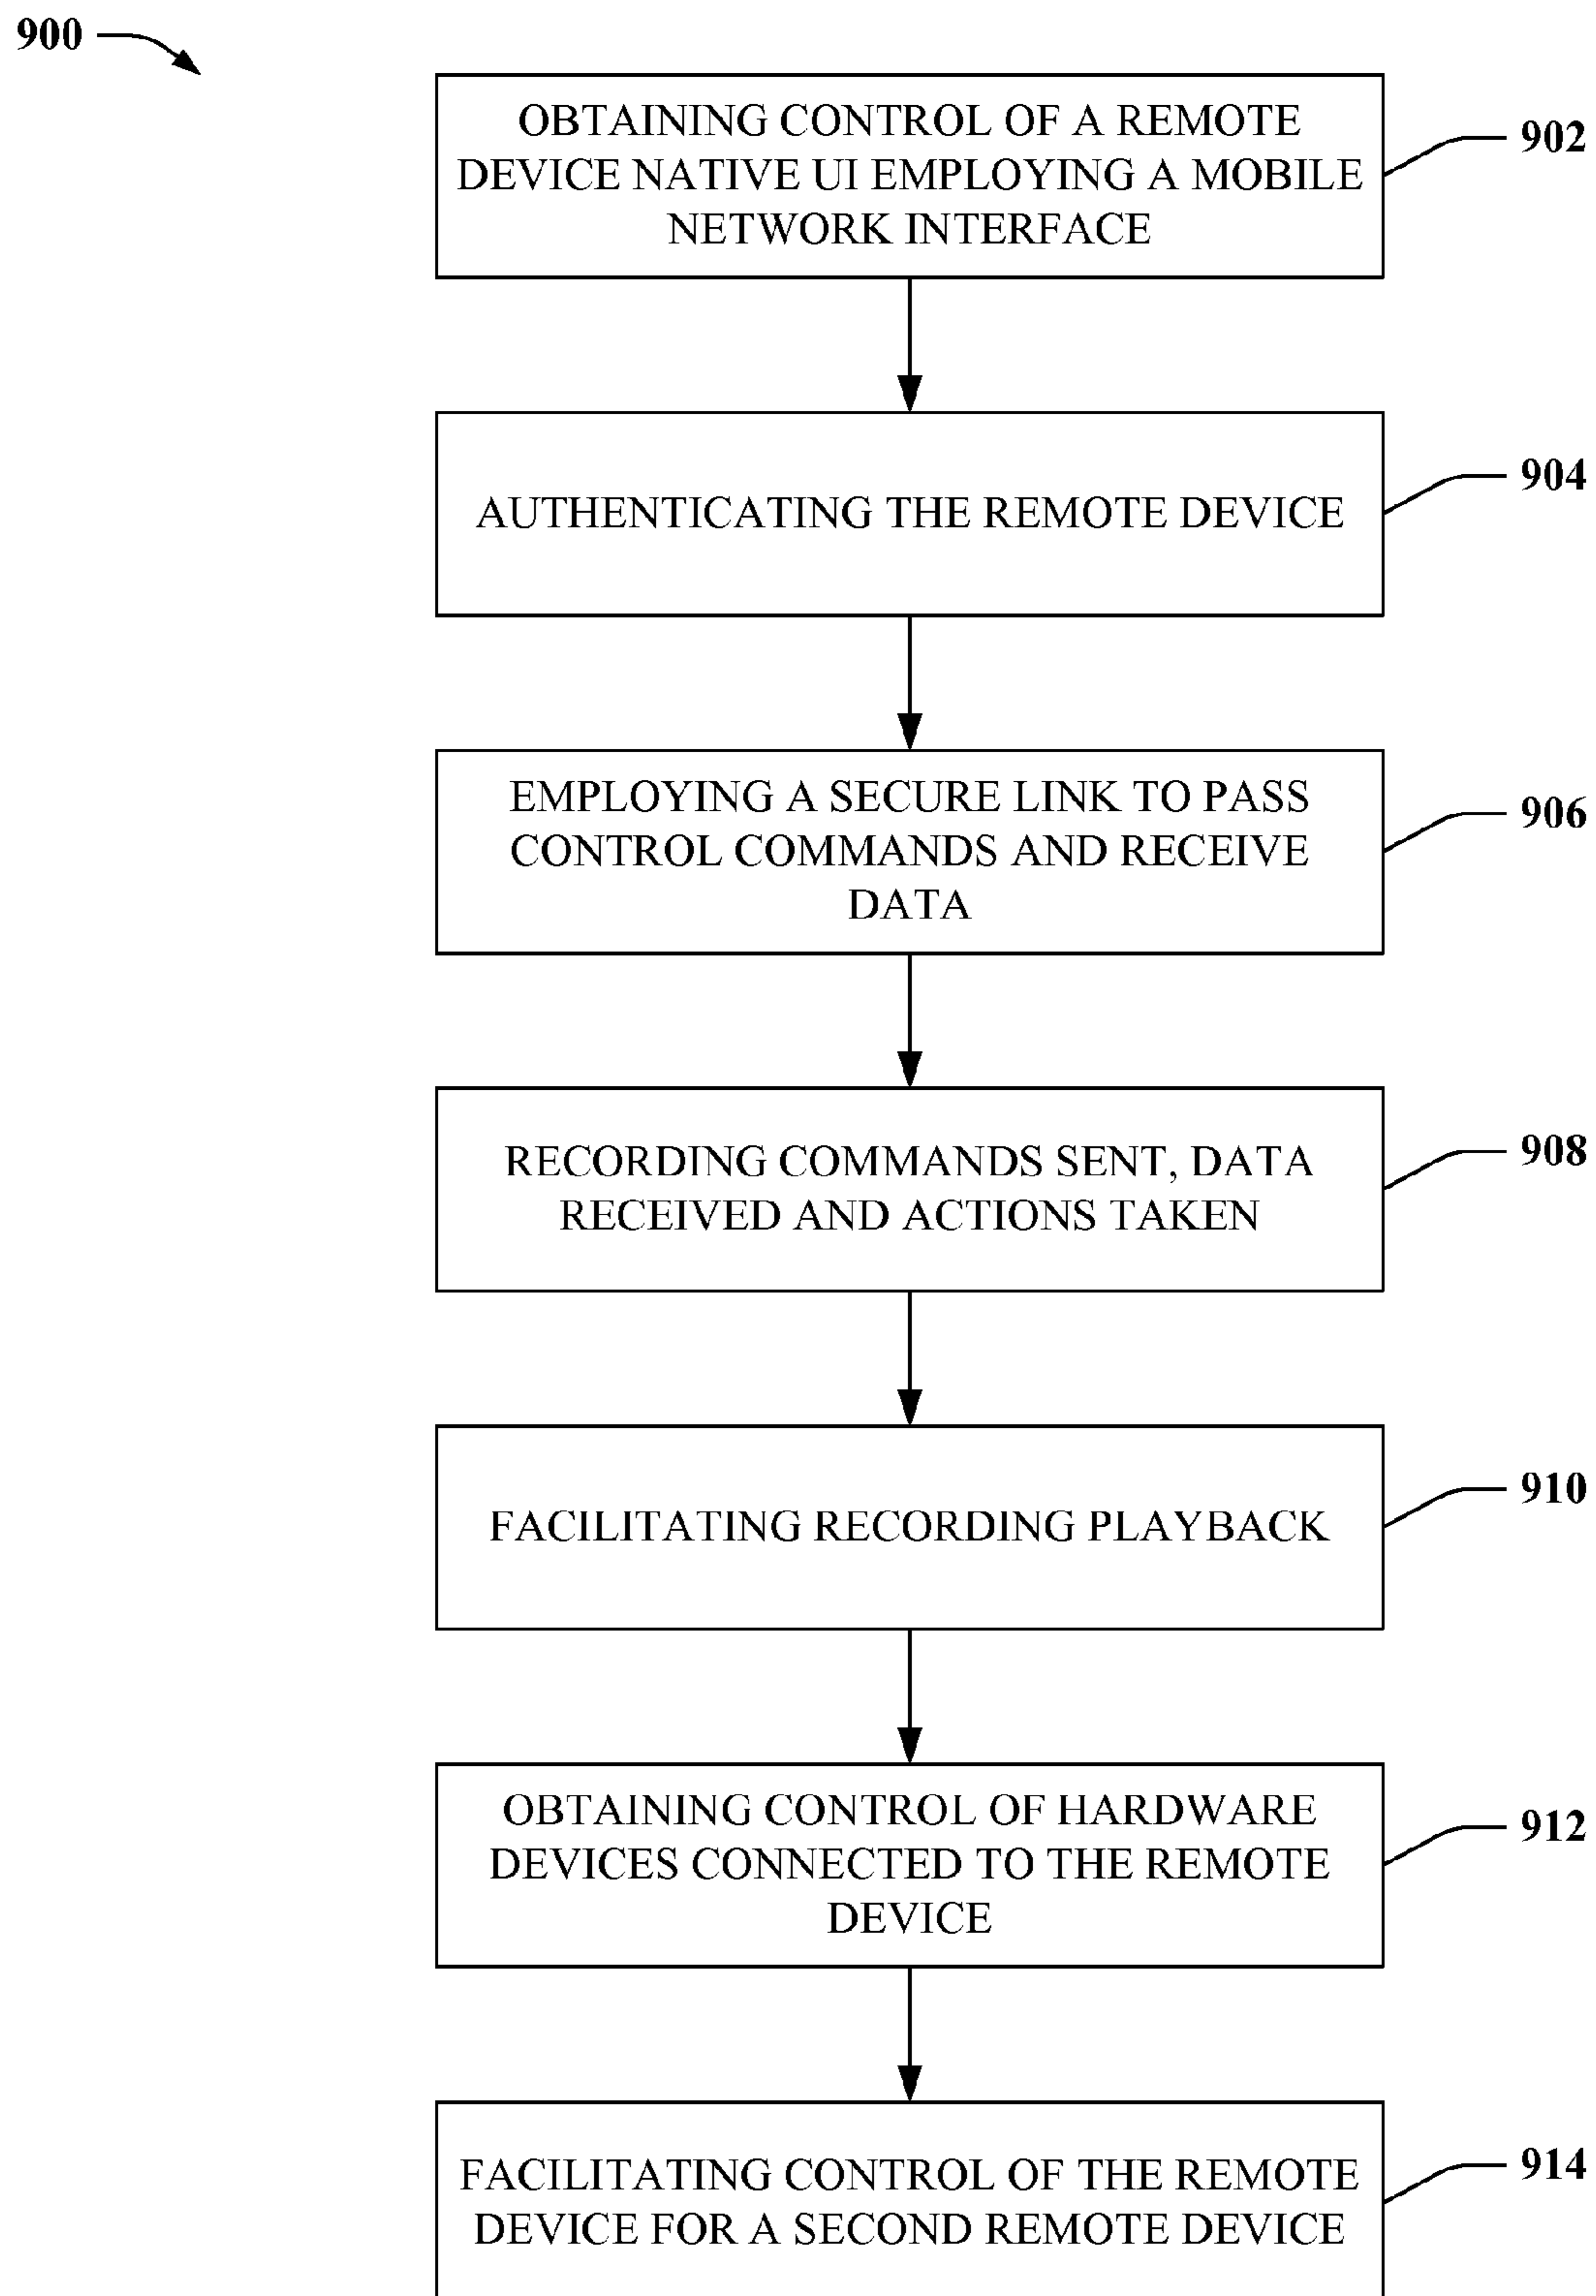 900
OBTAINING CONTROL OF A REMOTE
DEVICE NATIVE UI EMPLOYING A MOBILE
NETWORK INTERFACE
902
AUTHENTICATING THE REMOTE DEVICE
904
EMPLOYING A SECURE LINK TO PASS
CONTROL COMMANDS AND RECEIVE
DATA
906
RECORDING COMMANDS SENT, DATA
RECEIVED AND ACTIONS TAKEN
908
FACILITATING RECORDING PLAYBACK
910
OBTAINING CONTROL OF HARDWARE
DEVICES CONNECTED TO THE REMOTE
DEVICE
912
FACILITATING CONTROL OF THE REMOTE
DEVICE FOR A SECOND REMOTE DEVICE
914